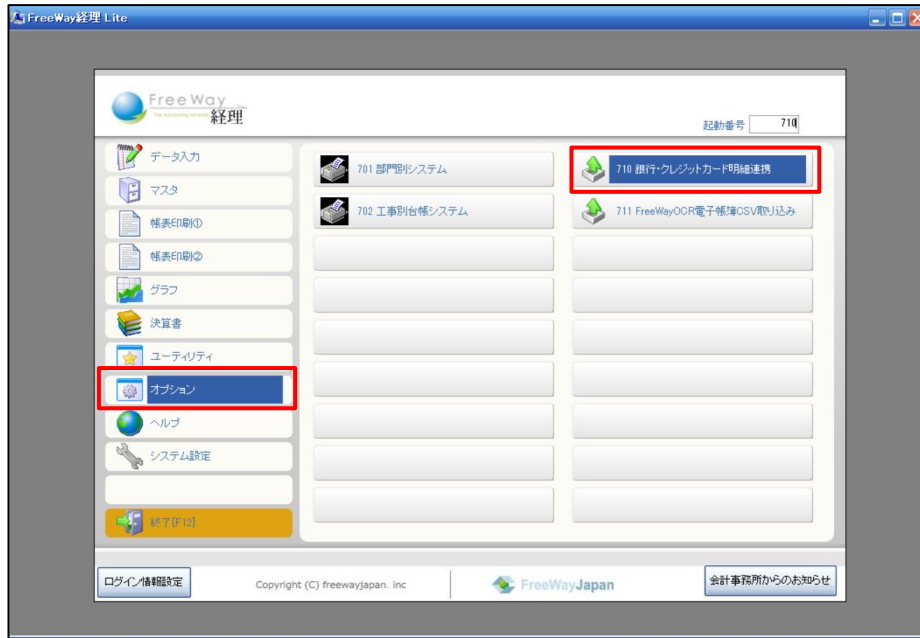 FreeWay経理 Lite
FreeWay
経理
起動番号 710
データ入力
マスタ
帳表印刷①
帳表印刷②
グラフ
決算書
ユーティリティ
オプション
ヘルプ
システム設定
終了[F12]
701 部門別システム
710 銀行・クレジットカード明細連携
702 工事別台帳システム
711 FreeWayOCR電子帳簿CSV取り込み
ログイン情報設定
Copyright (C) freewayjapan. inc
FreeWayJapan
会計事務所からのお知らせ